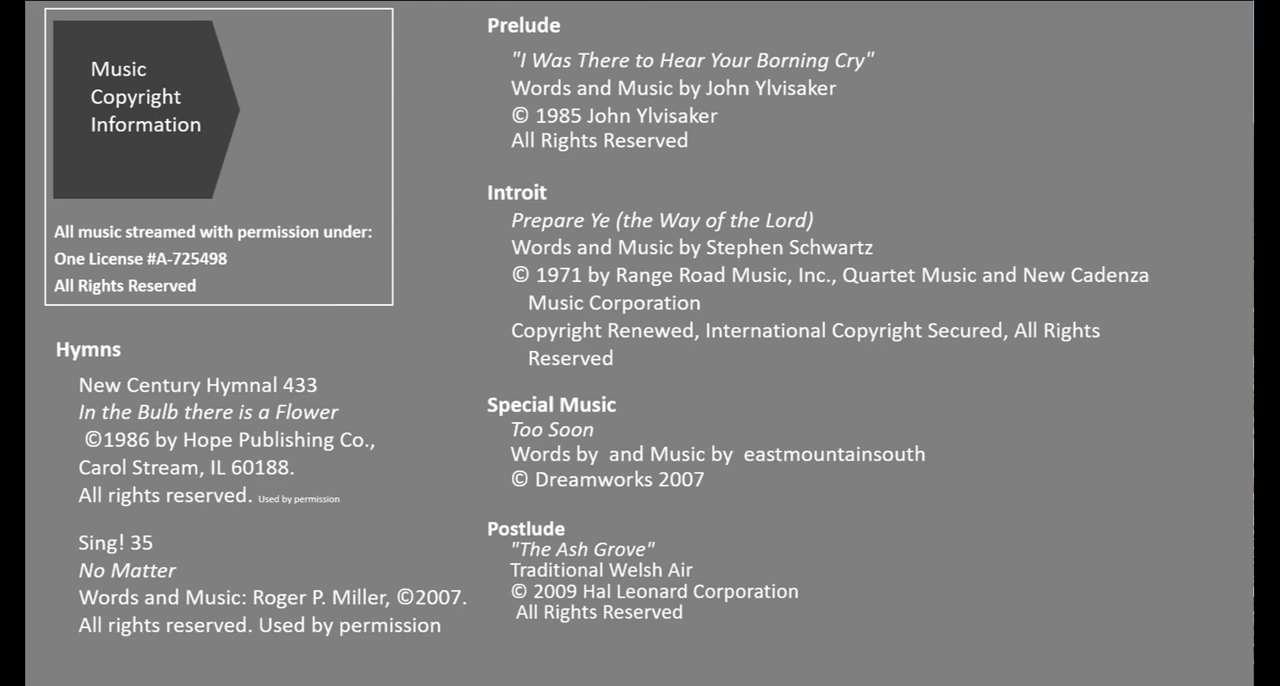 Music
Copyright
Information
All music streamed with permission under:
One License #A-725498
All Rights Reserved
Hymns
New Century Hymnal 433
In the Bulb there is a Flower
©1986 by Hope Publishing Co.,
Carol Stream, IL 60188.
All rights reserved. Used by permission
Sing! 35
No Matter
Words and Music: Roger P. Miller, ©2007.
All rights reserved. Used by permission
Prelude
"I Was There to Hear Your Borning Cry"
Words and Music by John Ylvisaker
© 1985 John Ylvisaker
All Rights Reserved
Introit
Prepare Ye (the Way of the Lord)
Words and Music by Stephen Schwartz
© 1971 by Range Road Music, Inc., Quartet Music and New Cadenza
Music Corporation
Copyright Renewed, International Copyright Secured, All Rights
Reserved
Special Music
Too Soon
Words by  and Music by  eastmountainsouth
© Dreamworks 2007
Postlude
"The Ash Grove"
Traditional Welsh Air
© 2009 Hal Leonard Corporation
All Rights Reserved